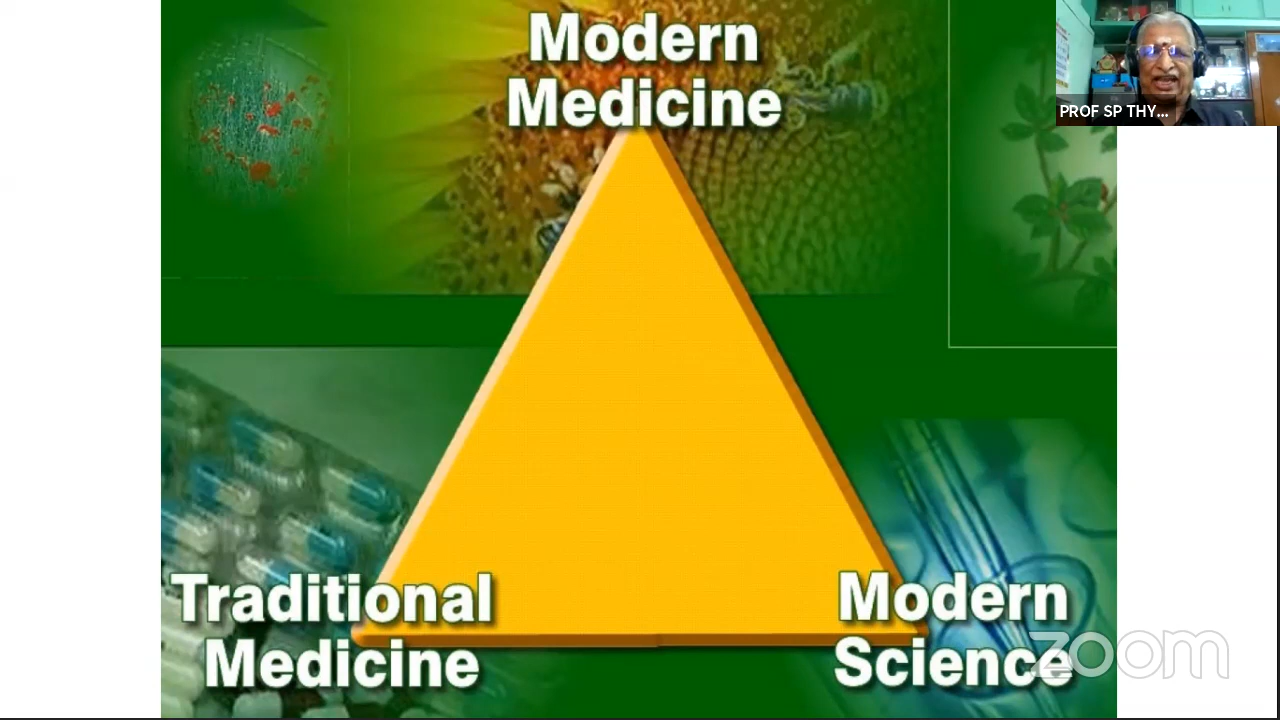 Modern
Medicine
PROF SP THY...
Traditional
Medicine
Modern
Science
zoom